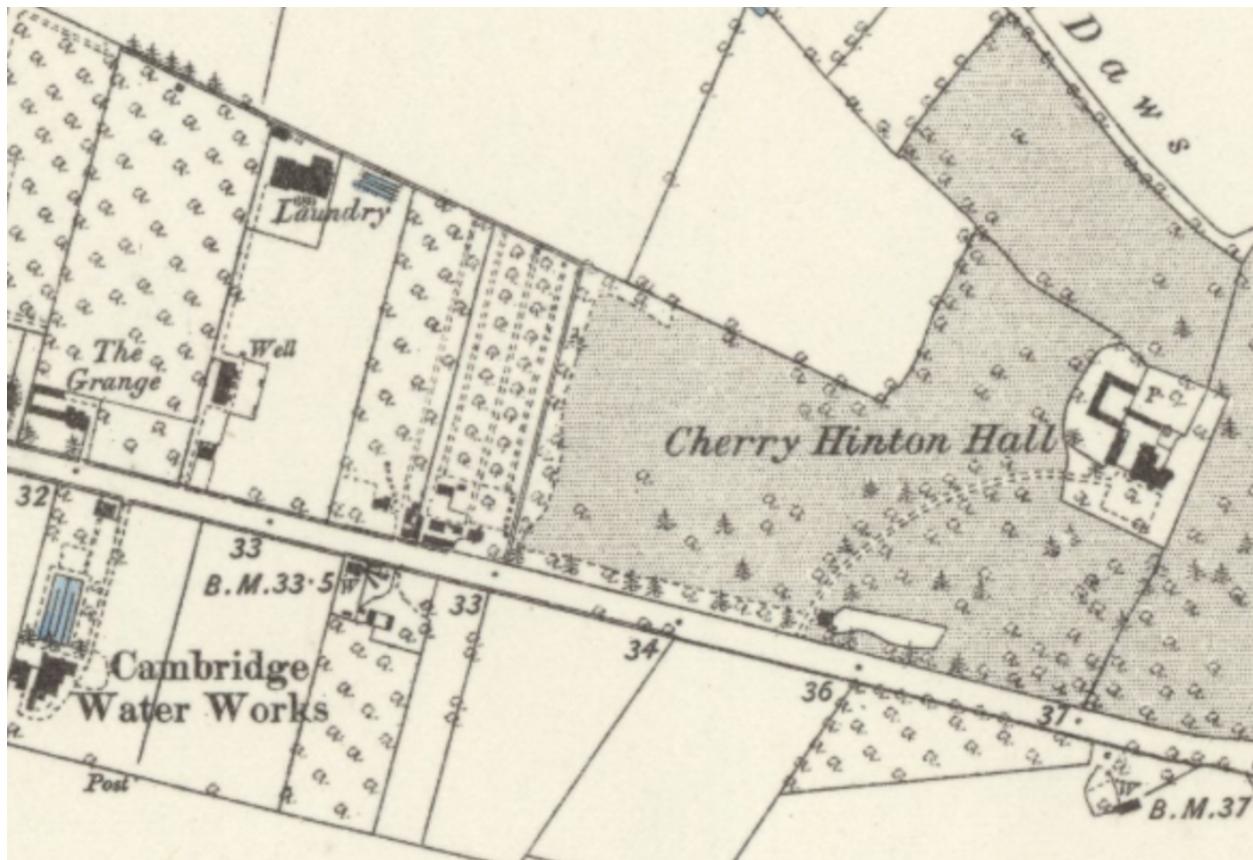 Daws
Laundry
Well
The
Grange
Cherry Hinton Hall
P
32
33
B.M.33·5
W
33
34
36
37
Cambridge
Water Works
Post
W
B.M.37